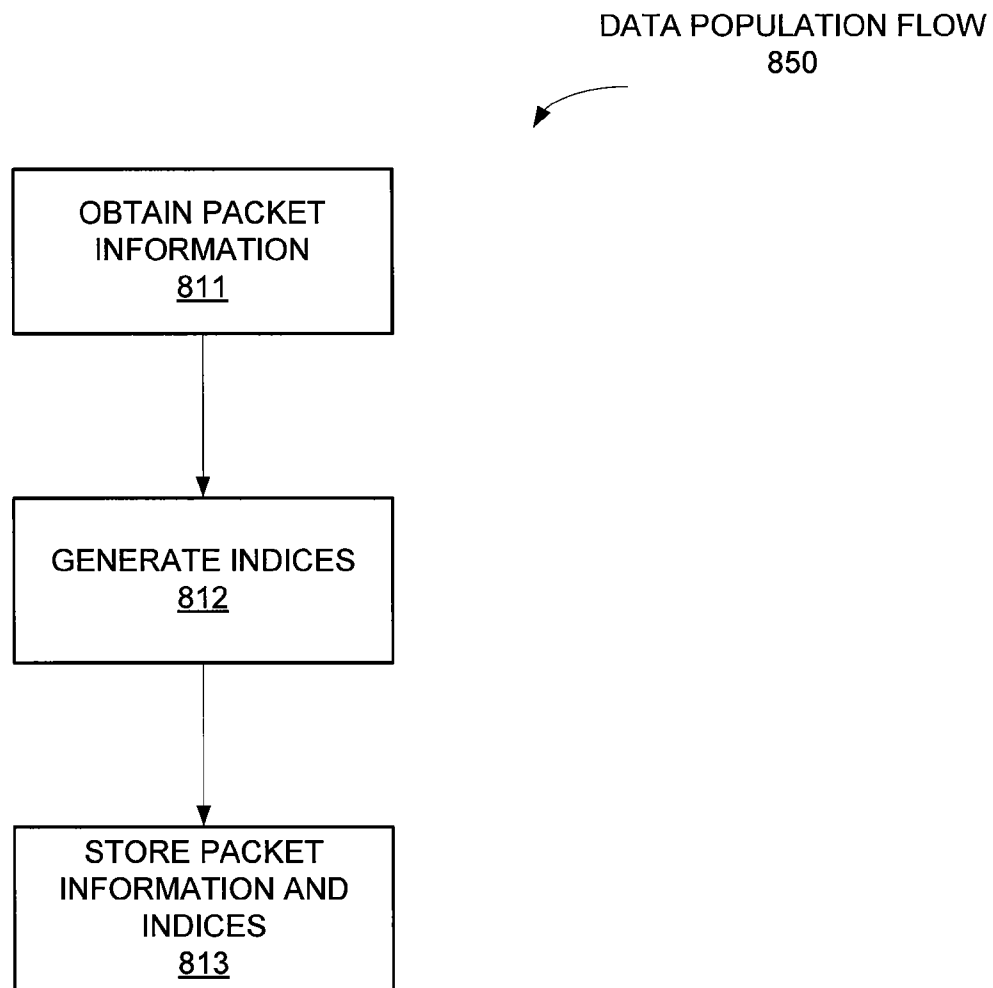 DATA POPULATION FLOW
850
OBTAIN PACKET
INFORMATION
811
GENERATE INDICES
812
STORE PACKET
INFORMATION AND
INDICES
813